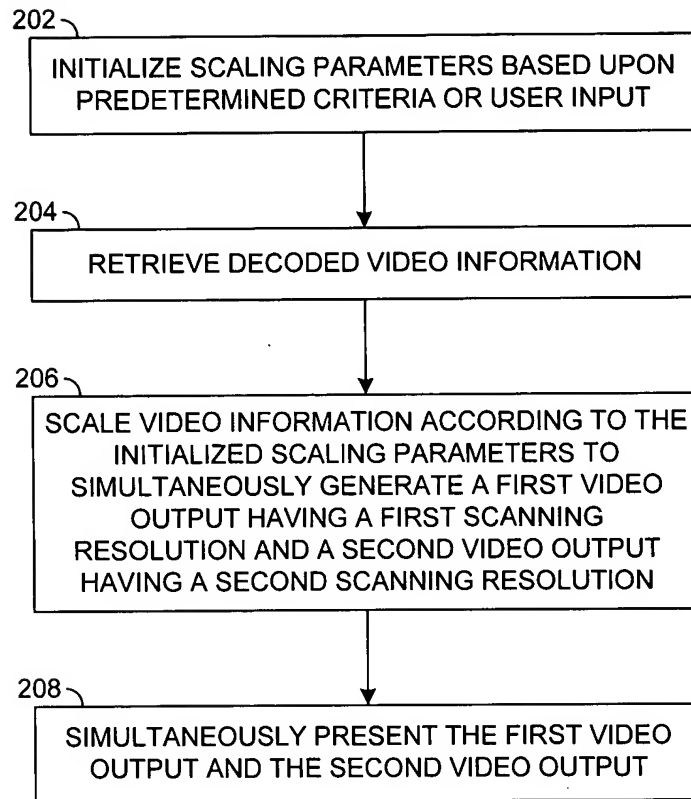 202
INITIALIZE SCALING PARAMETERS BASED UPON
PREDETERMINED CRITERIA OR USER INPUT
204
RETRIEVE DECODED VIDEO INFORMATION
206
SCALE VIDEO INFORMATION ACCORDING TO THE
INITIALIZED SCALING PARAMETERS TO
SIMULTANEOUSLY GENERATE A FIRST VIDEO
OUTPUT HAVING A FIRST SCANNING
RESOLUTION AND A SECOND VIDEO OUTPUT
HAVING A SECOND SCANNING RESOLUTION
208
SIMULTANEOUSLY PRESENT THE FIRST VIDEO
OUTPUT AND THE SECOND VIDEO OUTPUT